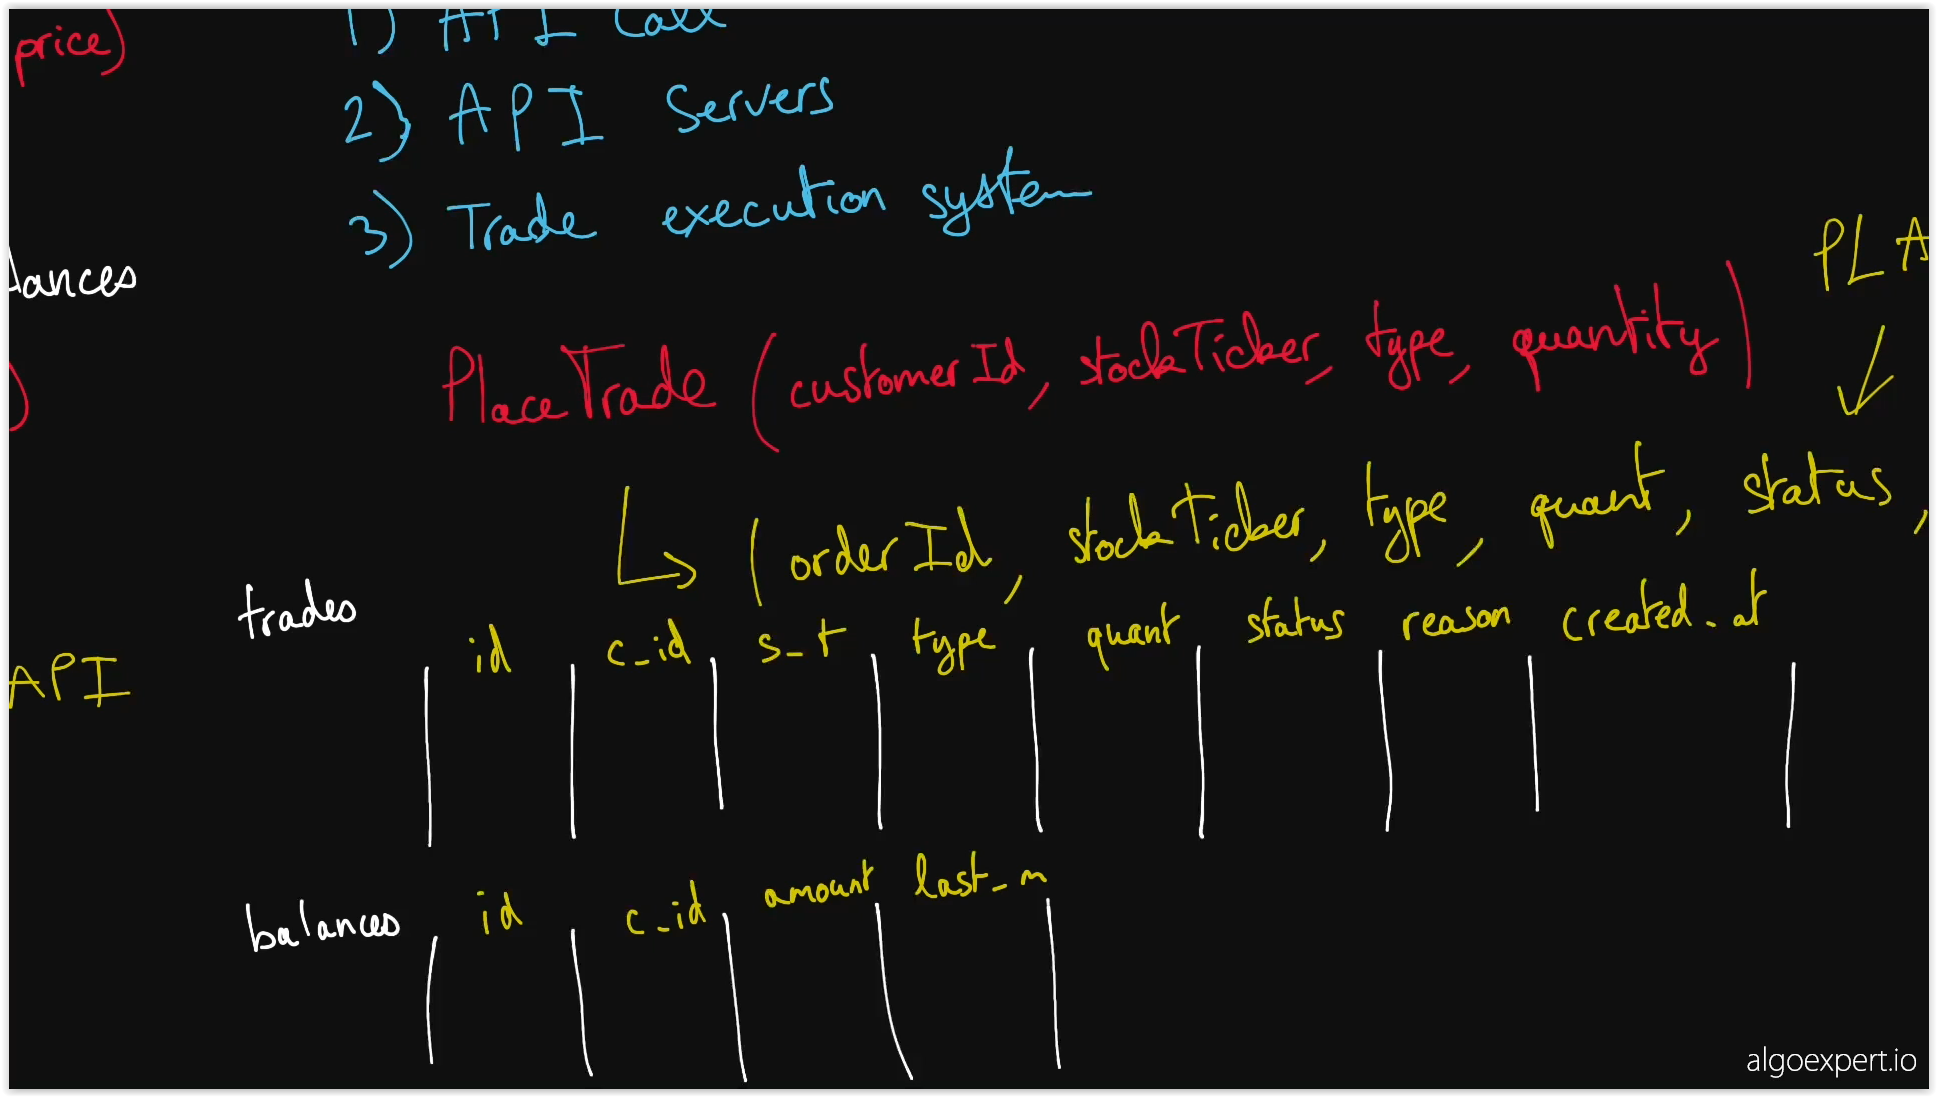 price)
1) API Call
2) API Servers
3) Trade execution system
lances
PLA
PlaceTrade (customerId, stockTicker, type, quantity)
)
(orderId, stockTicker, type, quant, status,
trades
id c_id s_t type quant status reason created_at
API
balances
id c_id amount last_m
algoexpert.io